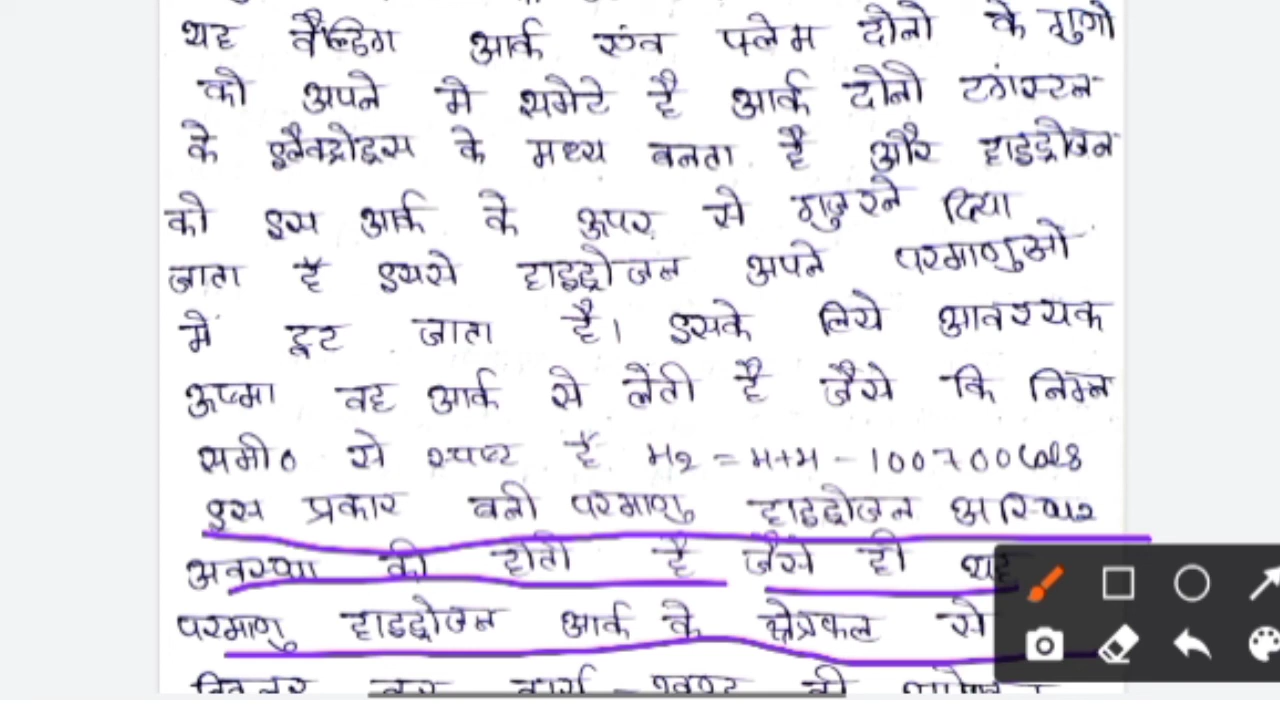 यह वैल्डिग आर्क एंव फ्लेम दोनो के गुणो
को अपने मे समेटे है आर्क दोनो टंगस्टन
के इलैक्ट्रोड्स के मध्य बनता है और हाइड्रोजन
को इस आर्क के ऊपर से गुजरने दिया
जाता है इससे हाइड्रोजन अपने परमाणुओ
मे टूट जाता है। इसके लिये आवश्यक
ऊष्मा वह आर्क से लेती है जैसे कि निम्न
समी० से स्पष्ट है H2 = H+H - 100700 Cals
इस प्रकार बनी परमाणु हाइड्रोजन अस्थिर
अवस्था की होती है जैसे ही यह
परमाणु हाइड्रोजन आर्क के क्षेत्रफल से